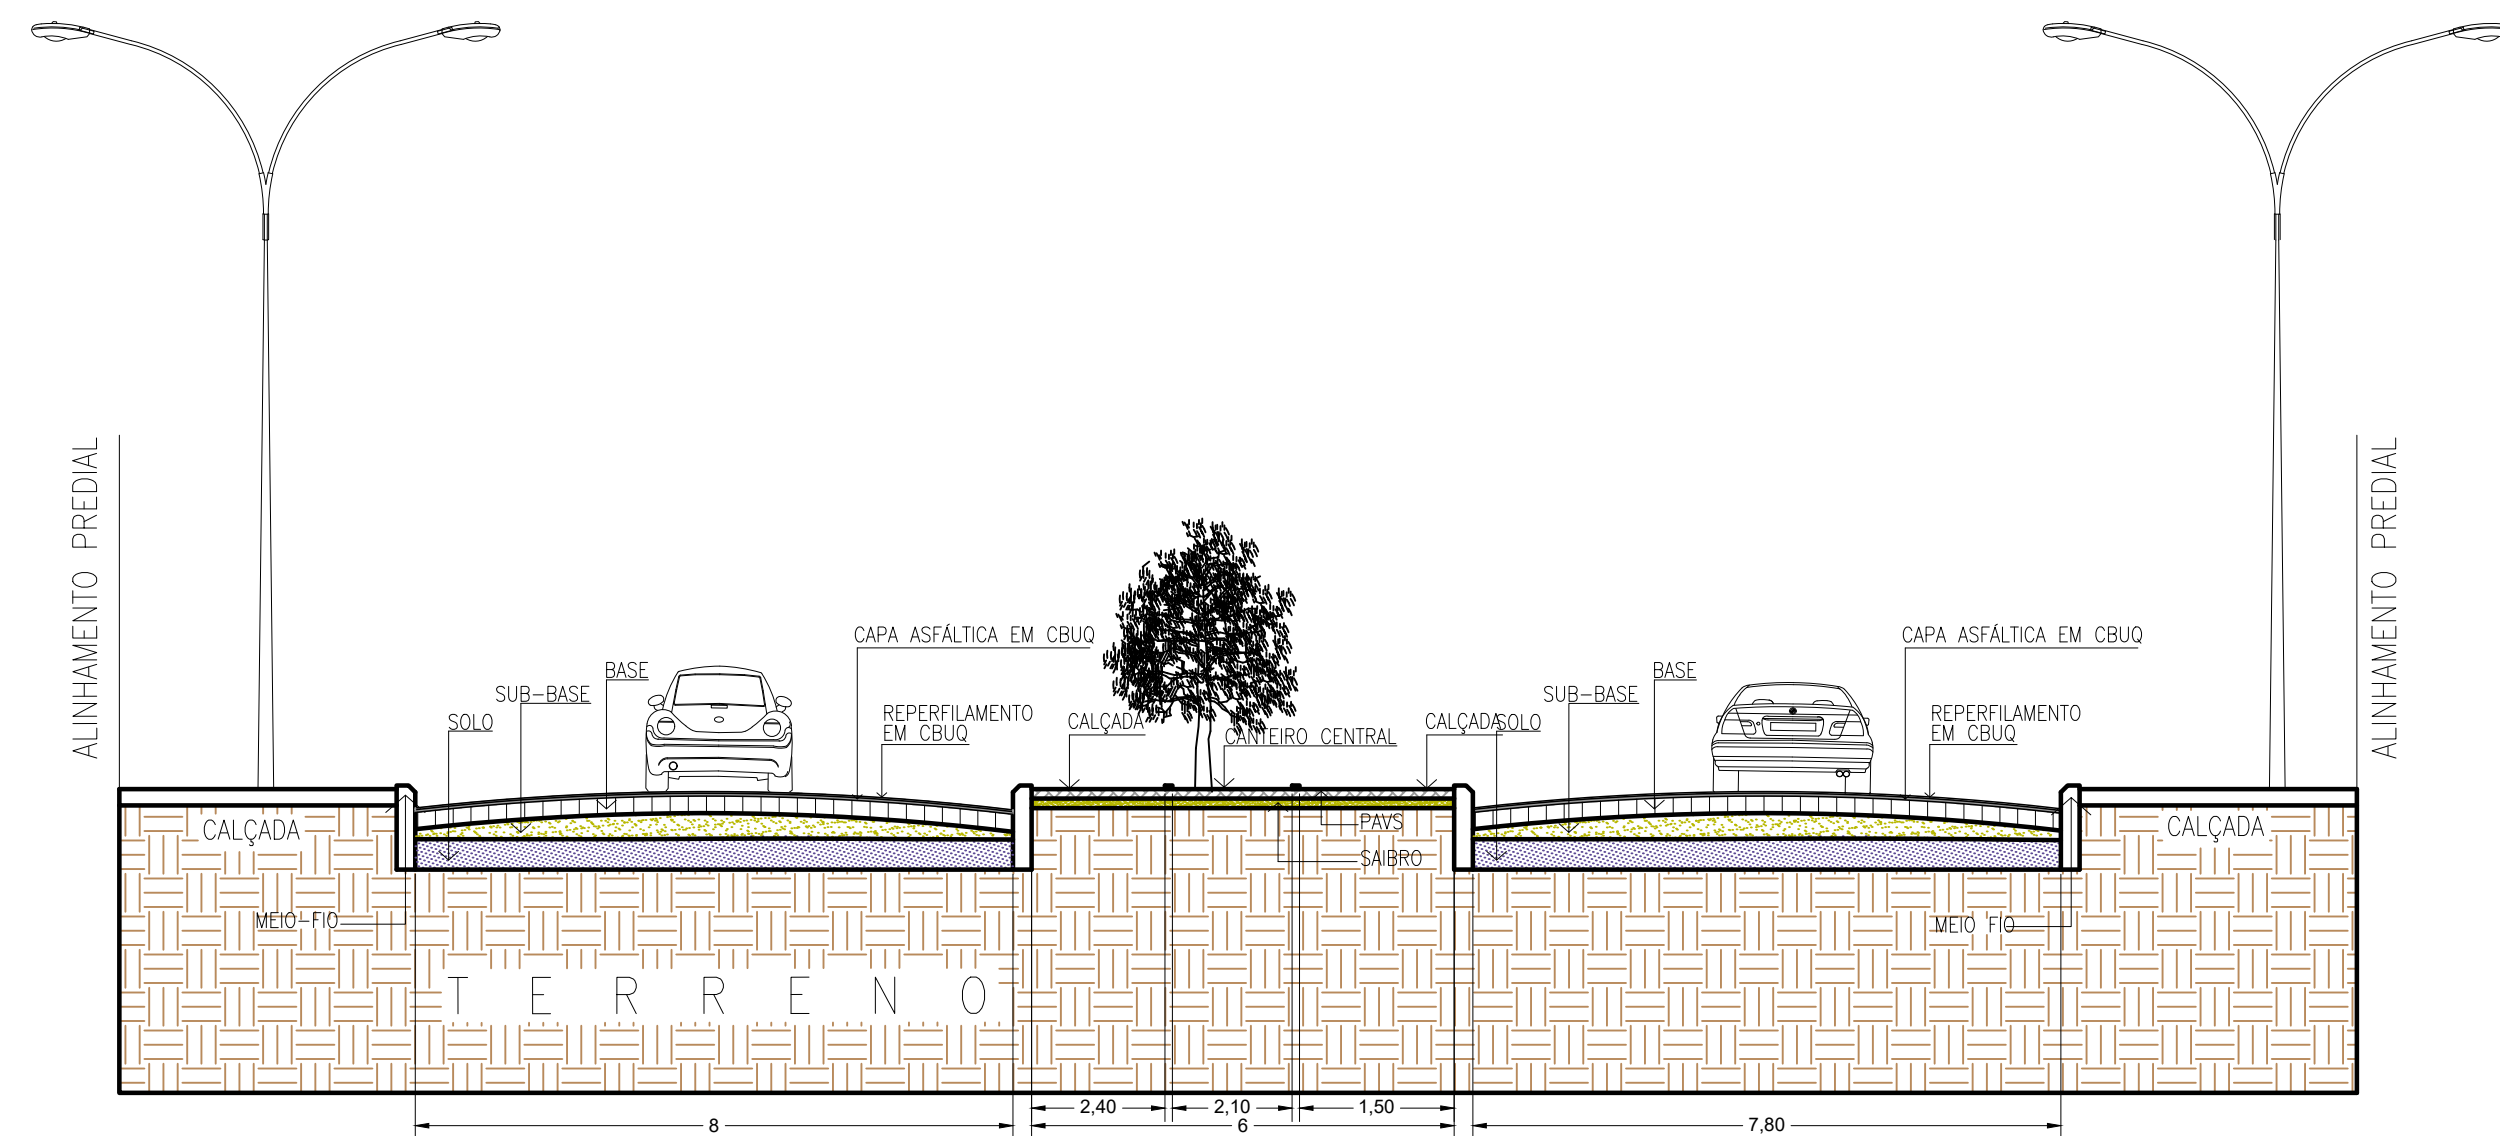 ALINHAMENTO PREDIAL
ALINHAMENTO PREDIAL
CAPA ASFÁLTICA EM CBUQ
CAPA ASFÁLTICA EM CBUQ
BASE
BASE
SUB-BASE
SUB-BASE
SOLO
REPERFILAMENTO
EM CBUQ
CALÇADA
CALÇADA
SOLO
CANTEIRO CENTRAL
REPERFILAMENTO
EM CBUQ
CALÇADA
PAVS
CALÇADA
SAIBRO
MEIO-FIO
MEIO FIO
TERRENO
2,40
2,10
1,50
8
6
7,80